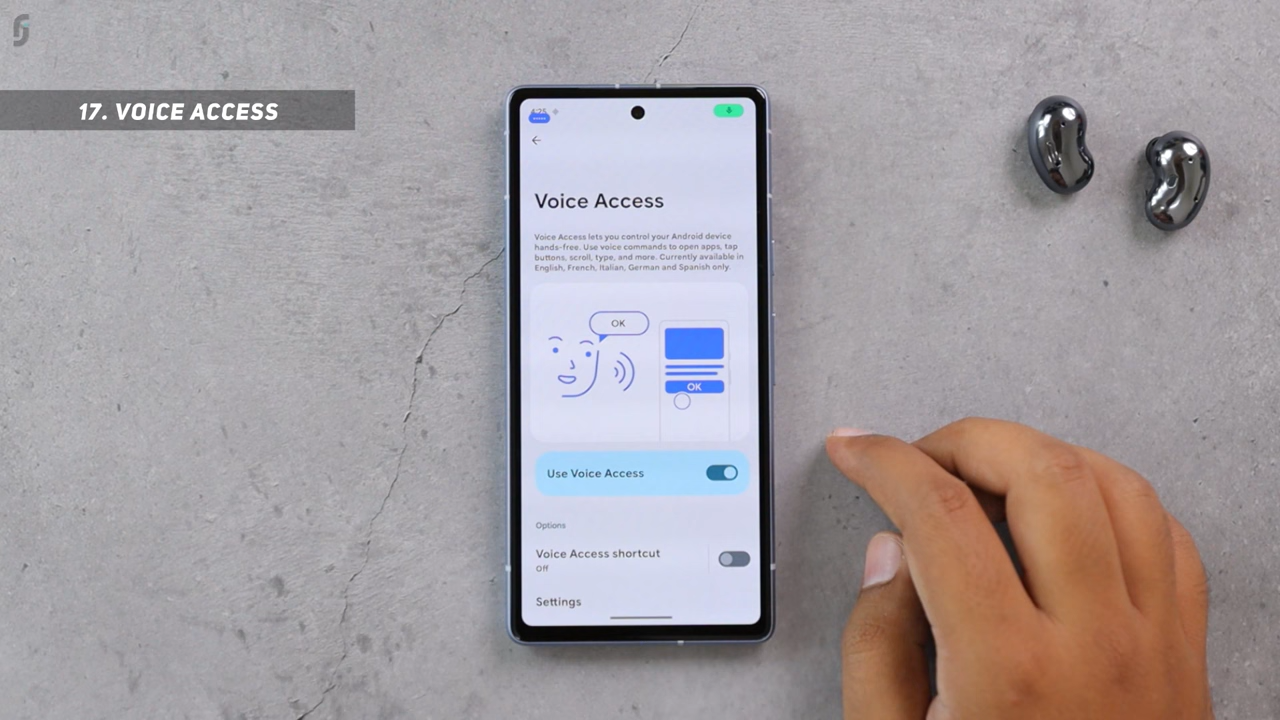 17. VOICE ACCESS
4:25
Voice Access
Voice Access lets you control your Android device
hands-free. Use voice commands to open apps, tap
buttons, scroll, type, and more. Currently available in
English, French, Italian, German and Spanish only.
OK
OK
Use Voice Access
Options
Voice Access shortcut
Off
Settings